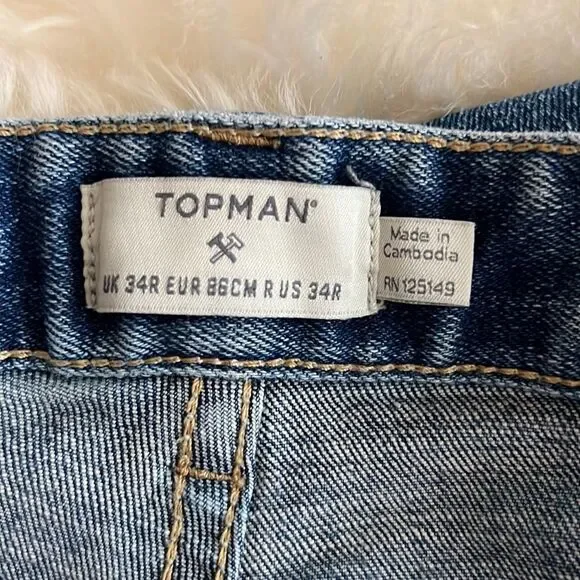 TOPMAN®
UK 34R EUR 86CM R US 34R
Made in
Cambodia
RN 125149